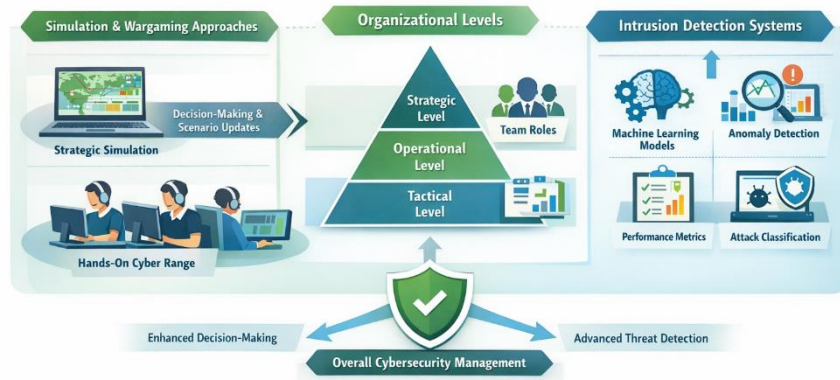 Simulation & Wargaming Approaches
Decision-Making &
Scenario Updates
Strategic Simulation
Hands-On Cyber Range
Organizational Levels
Strategic
Level
Team Roles
Operational
Level
Tactical
Level
Intrusion Detection Systems
Machine Learning
Models
Anomaly Detection
Performance Metrics
Attack Classification
Enhanced Decision-Making
Advanced Threat Detection
Overall Cybersecurity Management